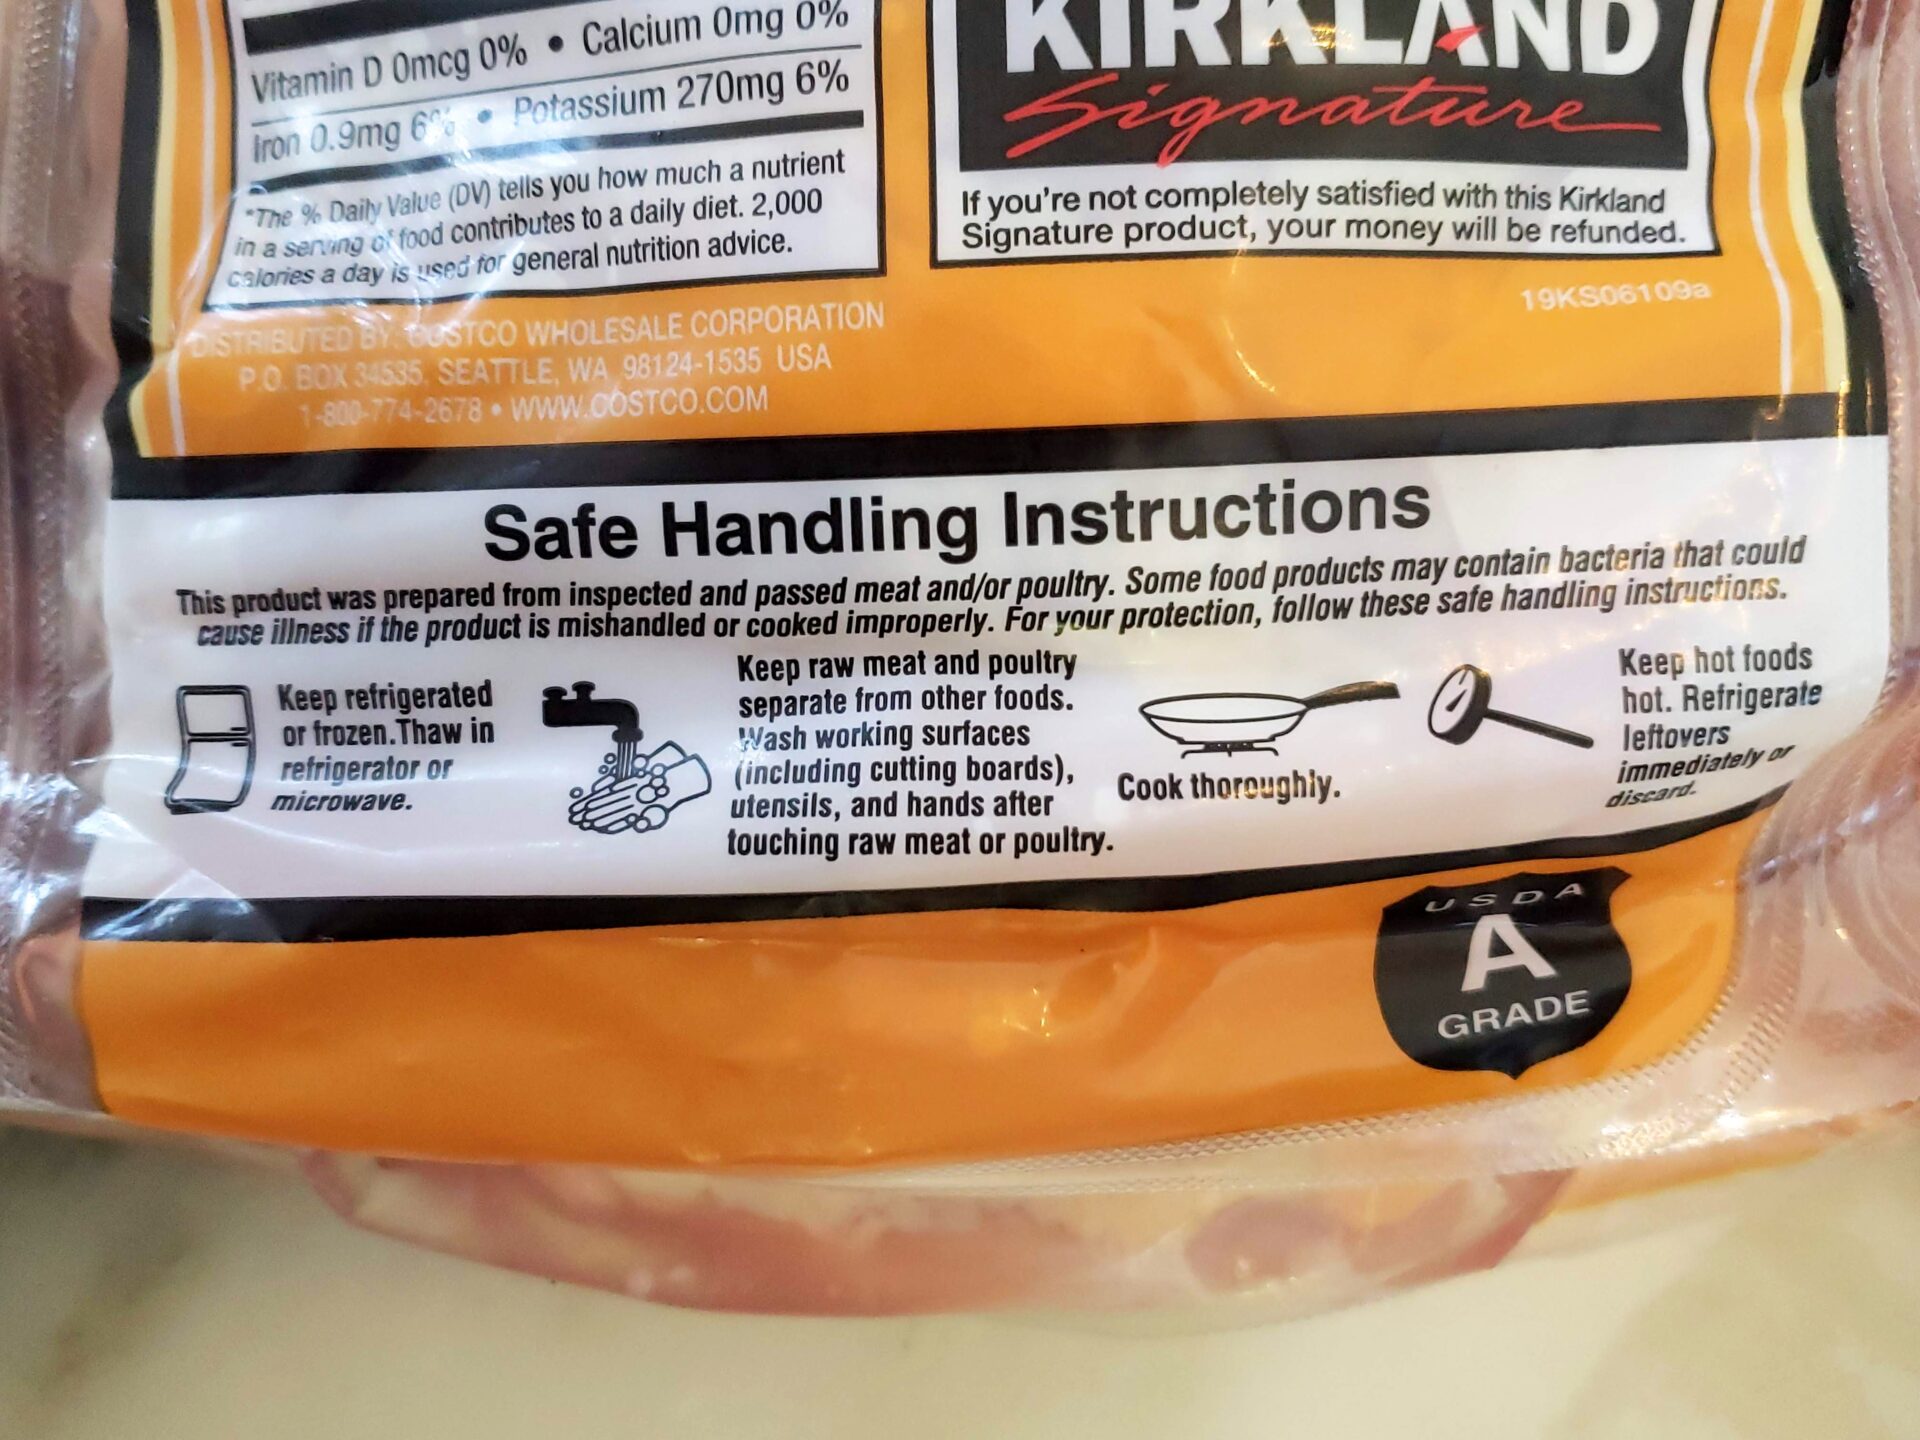 Vitamin D 0mcg 0% • Calcium 0mg 0%
Iron 0.9mg 6% • Potassium 270mg 6%
*The % Daily Value (DV) tells you how much a nutrient
in a serving of food contributes to a daily diet. 2,000
calories a day is used for general nutrition advice.
DISTRIBUTED BY: COSTCO WHOLESALE CORPORATION
P.O. BOX 34535, SEATTLE, WA 98124-1535 USA
1-800-774-2678 • WWW.COSTCO.COM
KIRKLAND
Signature
If you're not completely satisfied with this Kirkland
Signature product, your money will be refunded.
19KS06109a
Safe Handling Instructions
This product was prepared from inspected and passed meat and/or poultry. Some food products may contain bacteria that could
cause illness if the product is mishandled or cooked improperly. For your protection, follow these safe handling instructions.
Keep refrigerated
or frozen. Thaw in
refrigerator or
microwave.
Keep raw meat and poultry
separate from other foods.
Wash working surfaces
(including cutting boards),
utensils, and hands after
touching raw meat or poultry.
Cook thoroughly.
Keep hot foods
hot. Refrigerate
leftovers
immediately or
discard.
USDA
A
GRADE